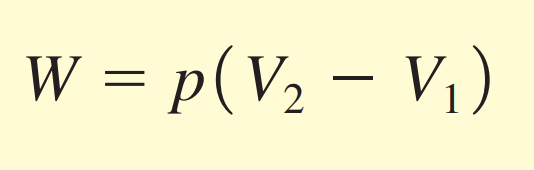 W = p(V₂ − V₁)